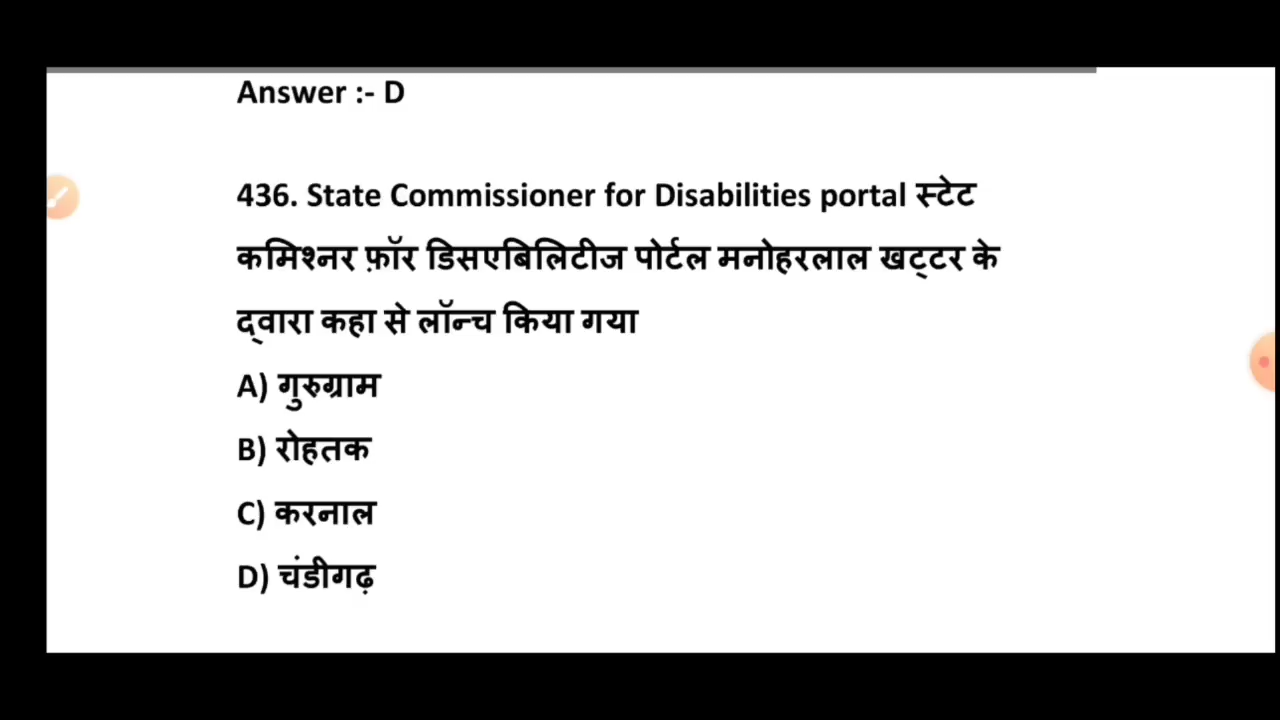 Answer :- D
436. State Commissioner for Disabilities portal स्टेट
कमिश्नर फ़ॉर डिसएबिलिटीज पोर्टल मनोहरलाल खट्टर के
द्वारा कहा से लॉन्च किया गया
A) गुरुग्राम
B) रोहतक
C) करनाल
D) चंडीगढ़